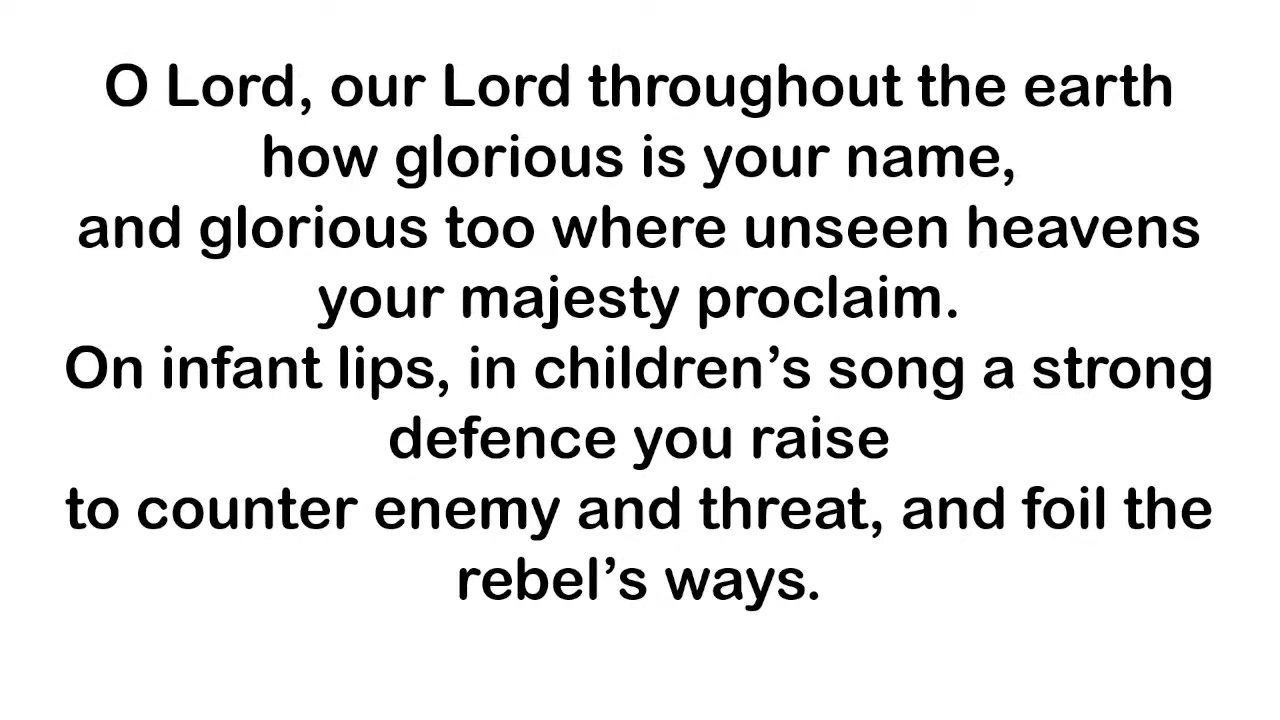 O Lord, our Lord throughout the earth
how glorious is your name,
and glorious too where unseen heavens
your majesty proclaim.
On infant lips, in children’s song a strong
defence you raise
to counter enemy and threat, and foil the
rebel’s ways.